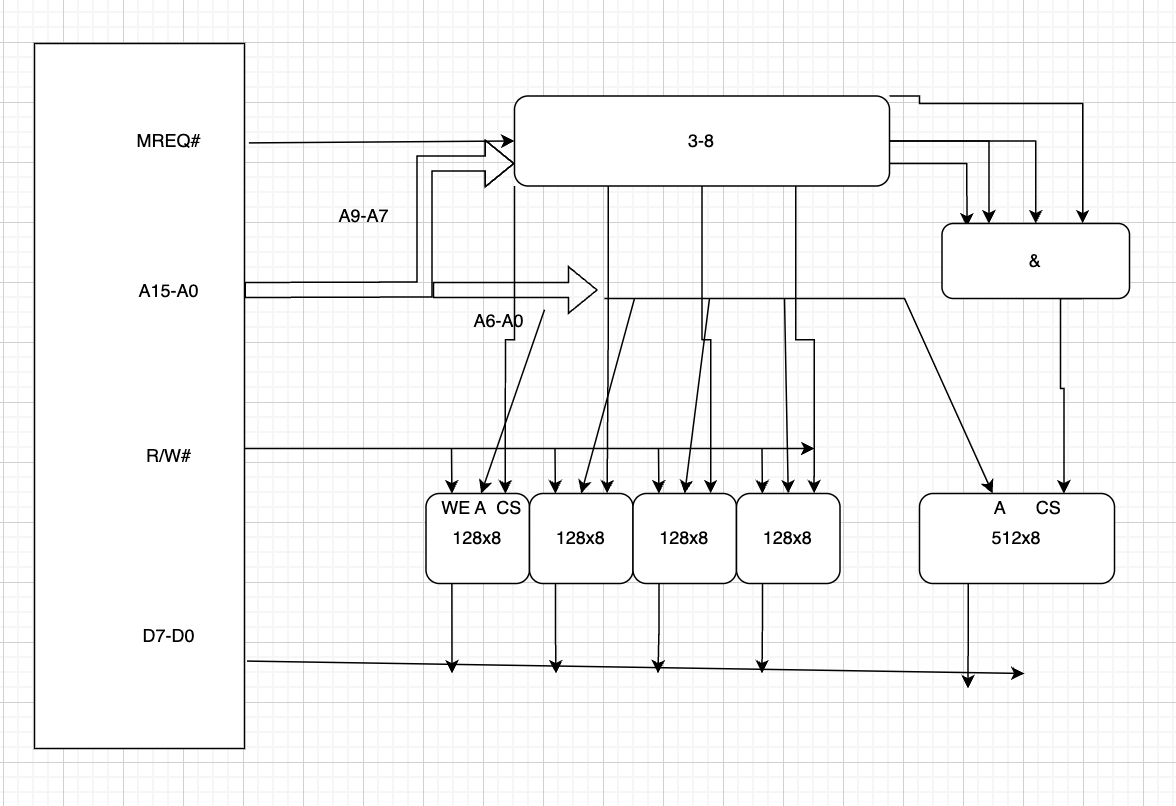 MREQ#
3-8
A9-A7
&
A15-A0
A6-A0
R/W#
WE A CS
128x8
128x8
128x8
128x8
A CS
512x8
D7-D0